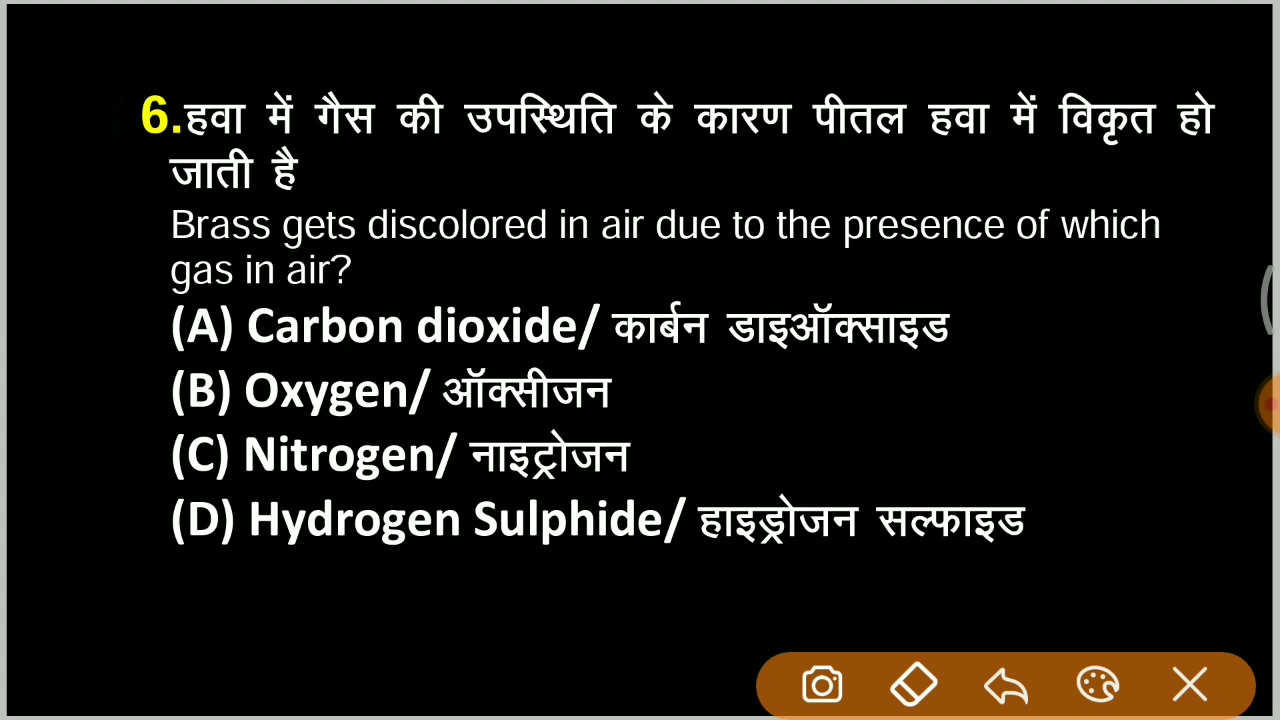 6.हवा में गैस की उपस्थिति के कारण पीतल हवा में विकृत हो
जाती है
Brass gets discolored in air due to the presence of which
gas in air?
(A) Carbon dioxide/ कार्बन डाइऑक्साइड
(B) Oxygen/ ऑक्सीजन
(C) Nitrogen/ नाइट्रोजन
(D) Hydrogen Sulphide/ हाइड्रोजन सल्फाइड